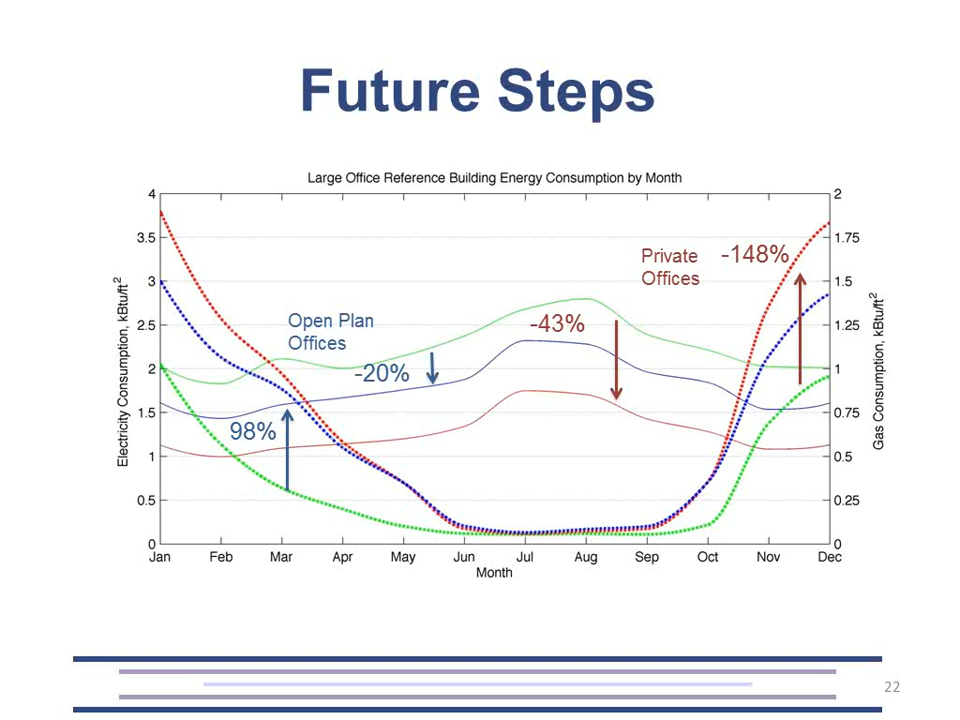 Future Steps
Large Office Reference Building Energy Consumption by Month
4
3.5
3
2.5
2
1.5
1
0.5
0
Electricity Consumption, kBtu/ft²
2
1.75
1.5
1.25
1
0.75
0.5
0.25
0
Gas Consumption, kBtu/ft²
Private
Offices
-148%
Open Plan
Offices
-43%
-20%
98%
Jan Feb Mar Apr May Jun Jul Aug Sep Oct Nov Dec
Month
22